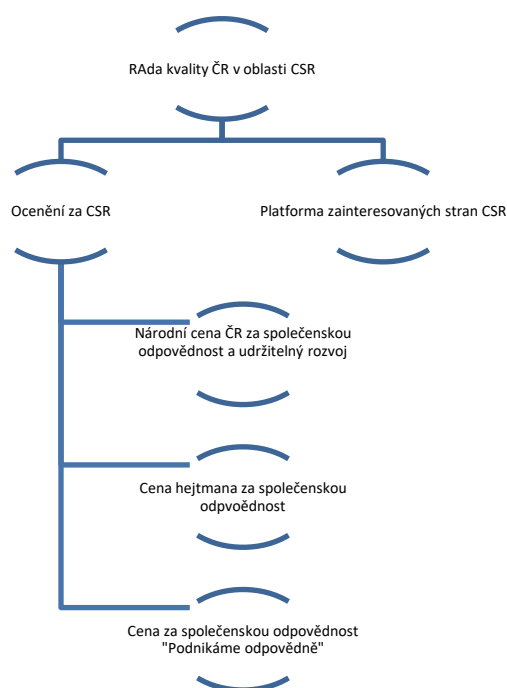 RAda kvality ČR v oblasti CSR
Ocenění za CSR
Platforma zainteresovaných stran CSR
Národní cena ČR za společenskou
odpovědnost a udržitelný rozvoj
Cena hejtmana za společenskou
odpvoědnost
Cena za společenskou odpovědnost
"Podnikáme odpovědně"